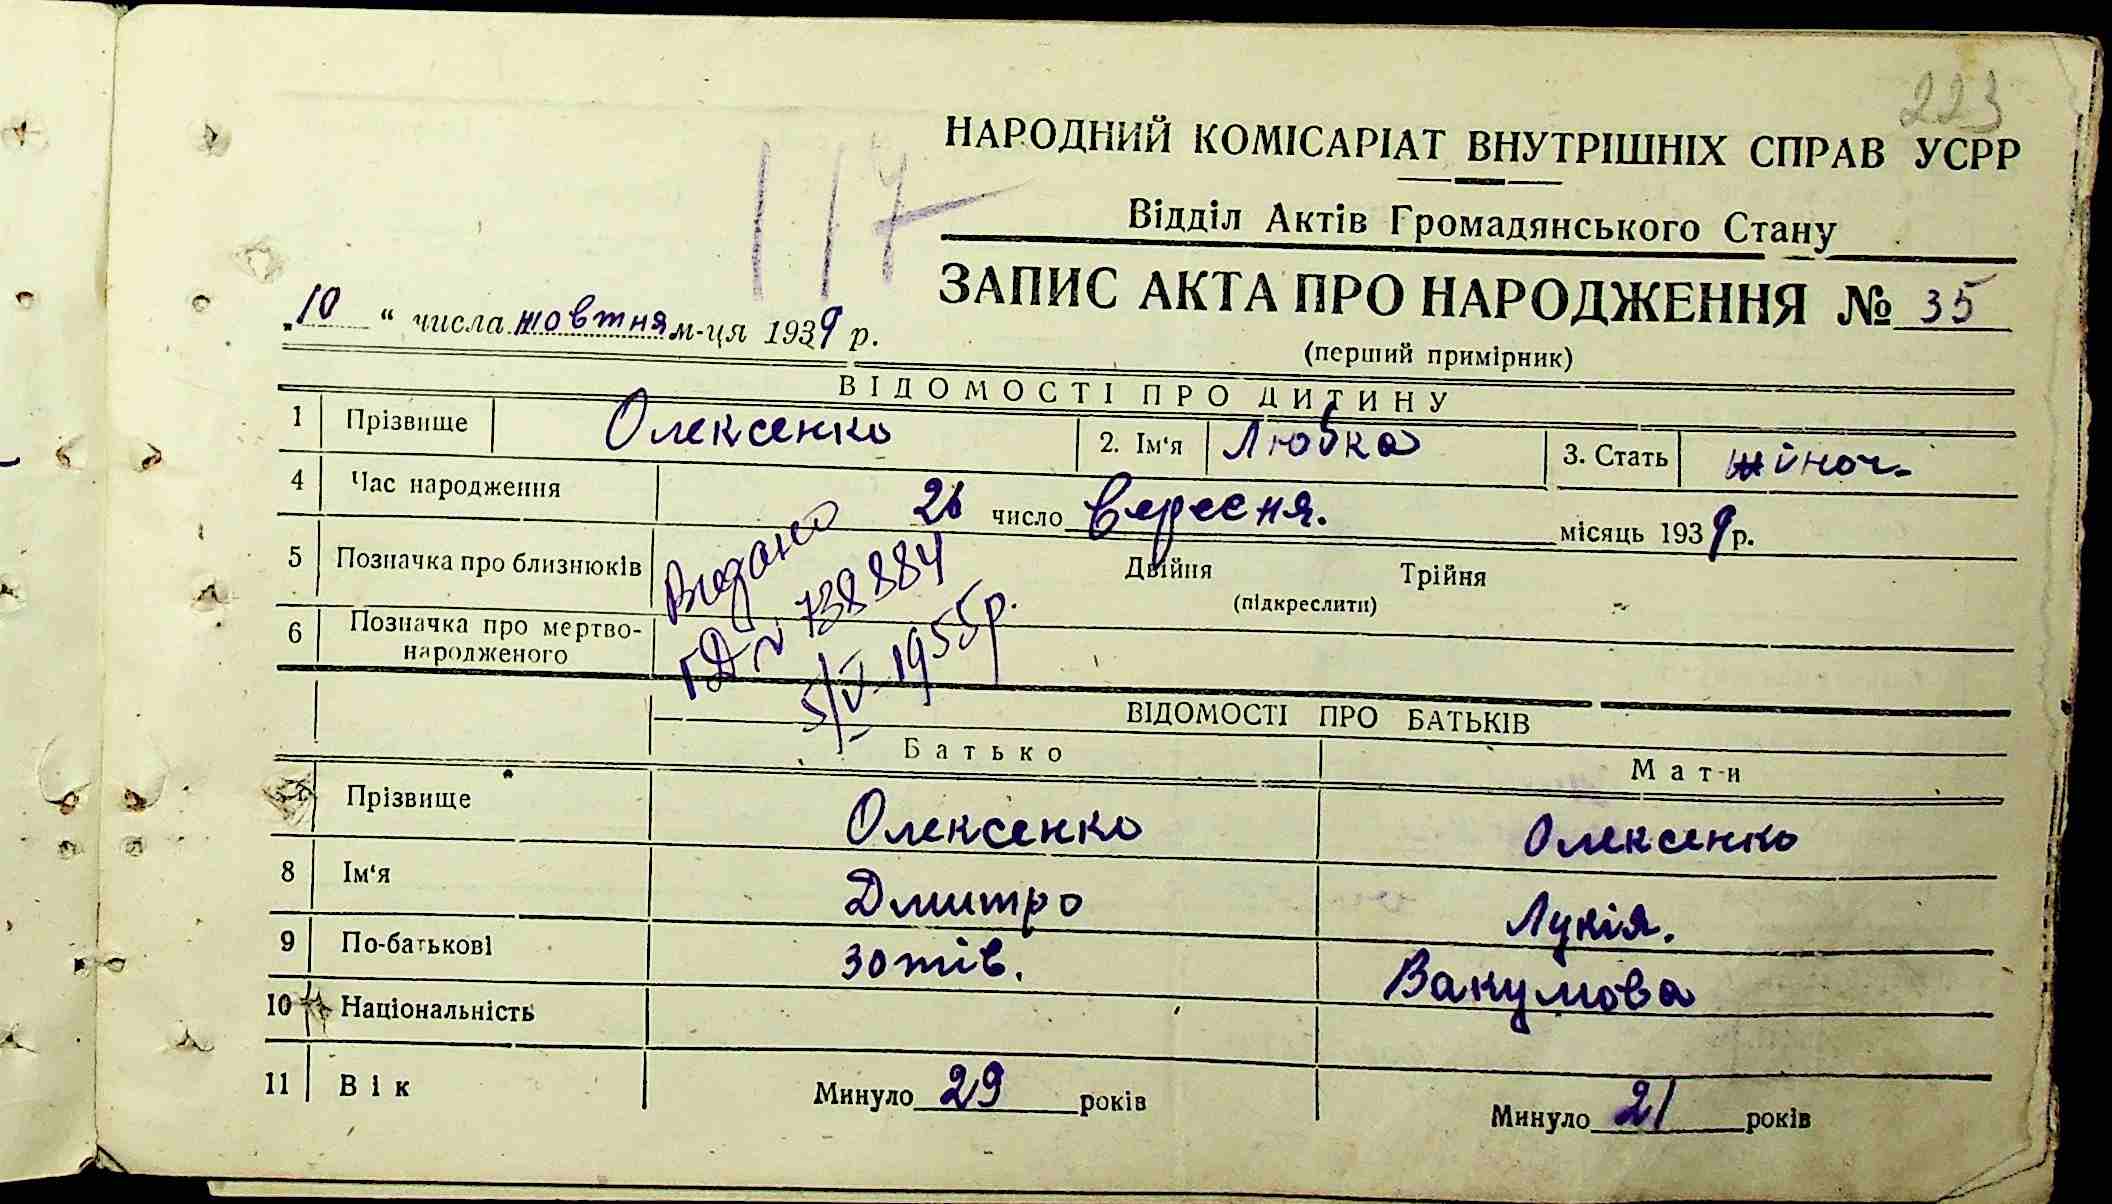 223
117
НАРОДНИЙ КОМІСАРІАТ ВНУТРІШНІХ СПРАВ УСРР
Відділ Актів Громадянського Стану
ЗАПИС АКТА ПРО НАРОДЖЕННЯ № 35
„10“ числа жовтня м-ця 1939 р.
(перший примірник)
ВІДОМОСТІ ПРО ДИТИНУ
1 Прізвище Олексенко 2. Ім‘я Любка 3. Стать жіноч.
4 Час народження 26 число Вересня. місяць 1939 р.
5 Позначка про близнюків Двійня Трійня
(підкреслити)
6 Позначка про мертво-
народженого
Видано
ГД № 738884
5/V-1955р.
ВІДОМОСТІ ПРО БАТЬКІВ
Батько Мати
Прізвище Олексенко Олексенко
8 Ім‘я Дмитро Лукія.
9 По-батькові Зотів. Вакумова
10 Національність
11 Вік Минуло 29 років Минуло 21 років